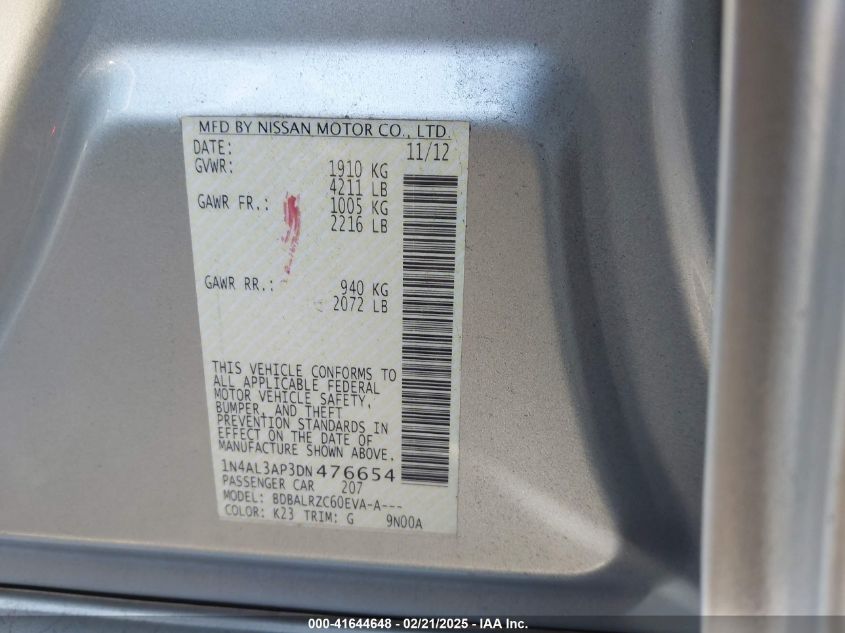 MFD BY NISSAN MOTOR CO., LTD.
DATE: 11/12
GVWR: 1910 KG
4211 LB
GAWR FR.: 1005 KG
2216 LB
GAWR RR.: 940 KG
2072 LB
THIS VEHICLE CONFORMS TO
ALL APPLICABLE FEDERAL
MOTOR VEHICLE SAFETY,
BUMPER, AND THEFT
PREVENTION STANDARDS IN
EFFECT ON THE DATE OF
MANUFACTURE SHOWN ABOVE.
1N4AL3AP3DN476654
PASSENGER CAR 207
MODEL: BDBALRZC60EVA-A---
COLOR: K23 TRIM: G 9N00A
000-41644648 - 02/21/2025 - IAA Inc.